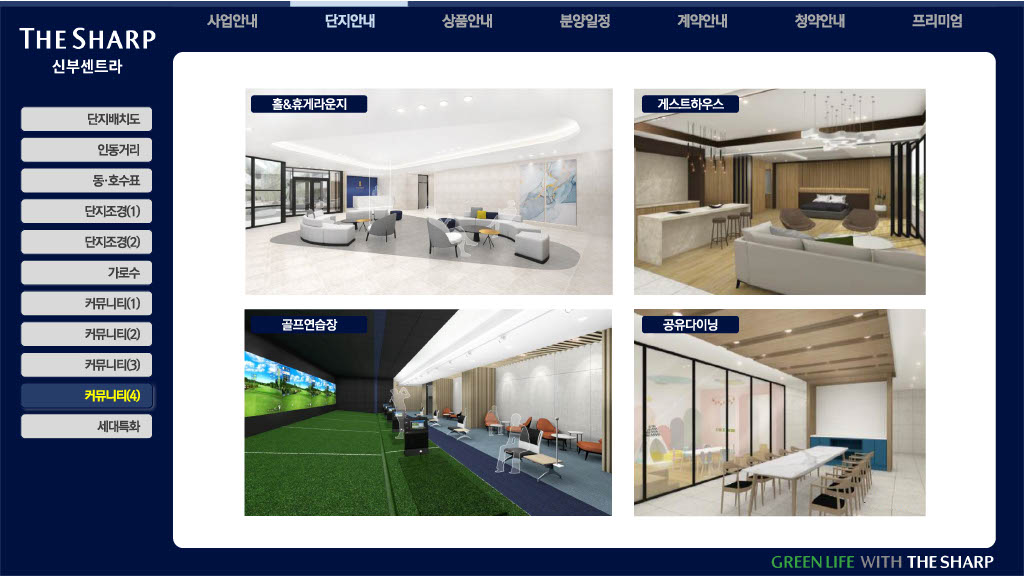 사업안내 단지안내 상품안내 분양일정 계약안내 청약안내 프리미엄
THE SHARP
신부센트라
단지배치도
인동거리
동·호수표
단지조경(1)
단지조경(2)
가로수
커뮤니티(1)
커뮤니티(2)
커뮤니티(3)
커뮤니티(4)
세대특화
홀&휴게라운지
게스트하우스
골프연습장
공유다이닝
GREEN LIFE WITH THE SHARP